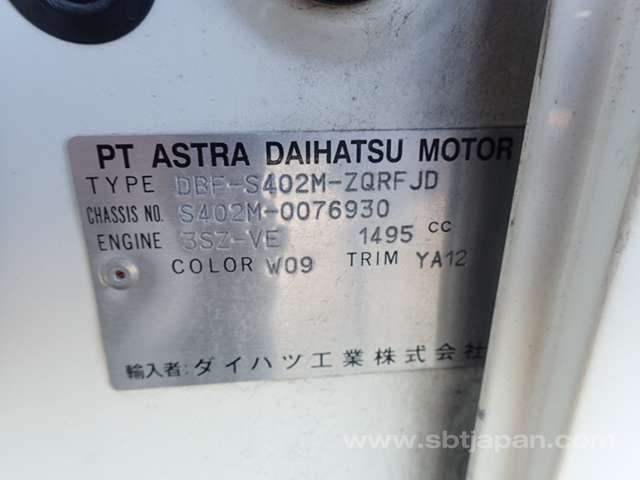 PT ASTRA DAIHATSU MOTOR
TYPE DBF-S402M-ZQRFJD
CHASSIS NO. S402M-0076930
ENGINE 3SZ-VE 1495 cc
COLOR W09 TRIM YA12
輸入者: ダイハツ工業株式会社
www.sbtjapan.com